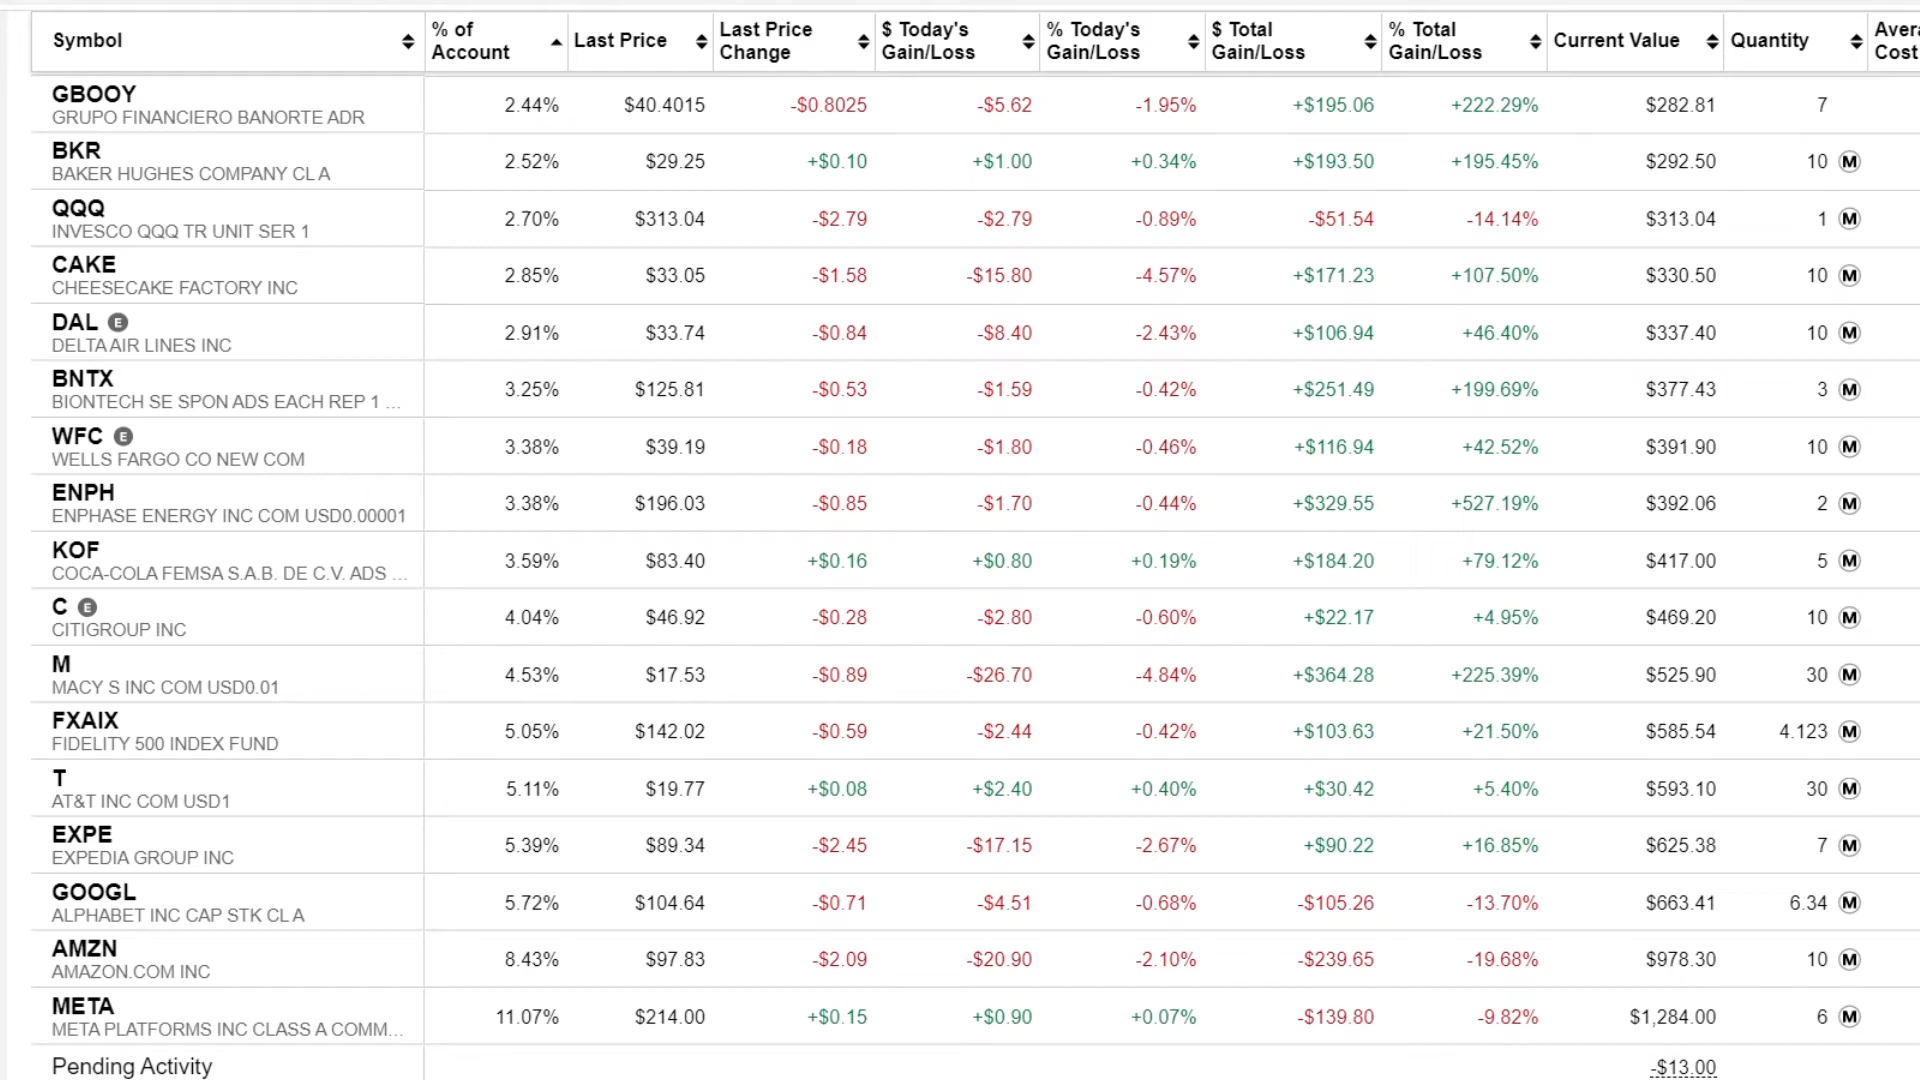 Symbol % of Account Last Price Last Price Change $ Today's Gain/Loss % Today's Gain/Loss $ Total Gain/Loss % Total Gain/Loss Current Value Quantity Cost
GBOOY 2.44% $40.4015 -$0.8025 -$5.62 -1.95% +$195.06 +222.29% $282.81 7
GRUPO FINANCIERO BANORTE ADR
BKR 2.52% $29.25 +$0.10 +$1.00 +0.34% +$193.50 +195.45% $292.50 10 M
BAKER HUGHES COMPANY CL A
QQQ 2.70% $313.04 -$2.79 -$2.79 -0.89% -$51.54 -14.14% $313.04 1 M
INVESCO QQQ TR UNIT SER 1
CAKE 2.85% $33.05 -$1.58 -$15.80 -4.57% +$171.23 +107.50% $330.50 10 M
CHEESECAKE FACTORY INC
DAL E 2.91% $33.74 -$0.84 -$8.40 -2.43% +$106.94 +46.40% $337.40 10 M
DELTA AIR LINES INC
BNTX 3.25% $125.81 -$0.53 -$1.59 -0.42% +$251.49 +199.69% $377.43 3 M
BIONTECH SE SPON ADS EACH REP 1 ...
WFC E 3.38% $39.19 -$0.18 -$1.80 -0.46% +$116.94 +42.52% $391.90 10 M
WELLS FARGO CO NEW COM
ENPH 3.38% $196.03 -$0.85 -$1.70 -0.44% +$329.55 +527.19% $392.06 2 M
ENPHASE ENERGY INC COM USD0.00001
KOF 3.59% $83.40 +$0.16 +$0.80 +0.19% +$184.20 +79.12% $417.00 5 M
COCA-COLA FEMSA S.A.B. DE C.V. ADS ...
C E 4.04% $46.92 -$0.28 -$2.80 -0.60% +$22.17 +4.95% $469.20 10 M
CITIGROUP INC
M 4.53% $17.53 -$0.89 -$26.70 -4.84% +$364.28 +225.39% $525.90 30 M
MACY S INC COM USD0.01
FXAIX 5.05% $142.02 -$0.59 -$2.44 -0.42% +$103.63 +21.50% $585.54 4.123 M
FIDELITY 500 INDEX FUND
T 5.11% $19.77 +$0.08 +$2.40 +0.40% +$30.42 +5.40% $593.10 30 M
AT&T INC COM USD1
EXPE 5.39% $89.34 -$2.45 -$17.15 -2.67% +$90.22 +16.85% $625.38 7 M
EXPEDIA GROUP INC
GOOGL 5.72% $104.64 -$0.71 -$4.51 -0.68% -$105.26 -13.70% $663.41 6.34 M
ALPHABET INC CAP STK CL A
AMZN 8.43% $97.83 -$2.09 -$20.90 -2.10% -$239.65 -19.68% $978.30 10 M
AMAZON.COM INC
META 11.07% $214.00 +$0.15 +$0.90 +0.07% -$139.80 -9.82% $1,284.00 6 M
META PLATFORMS INC CLASS A COMM...
Pending Activity -$13.00